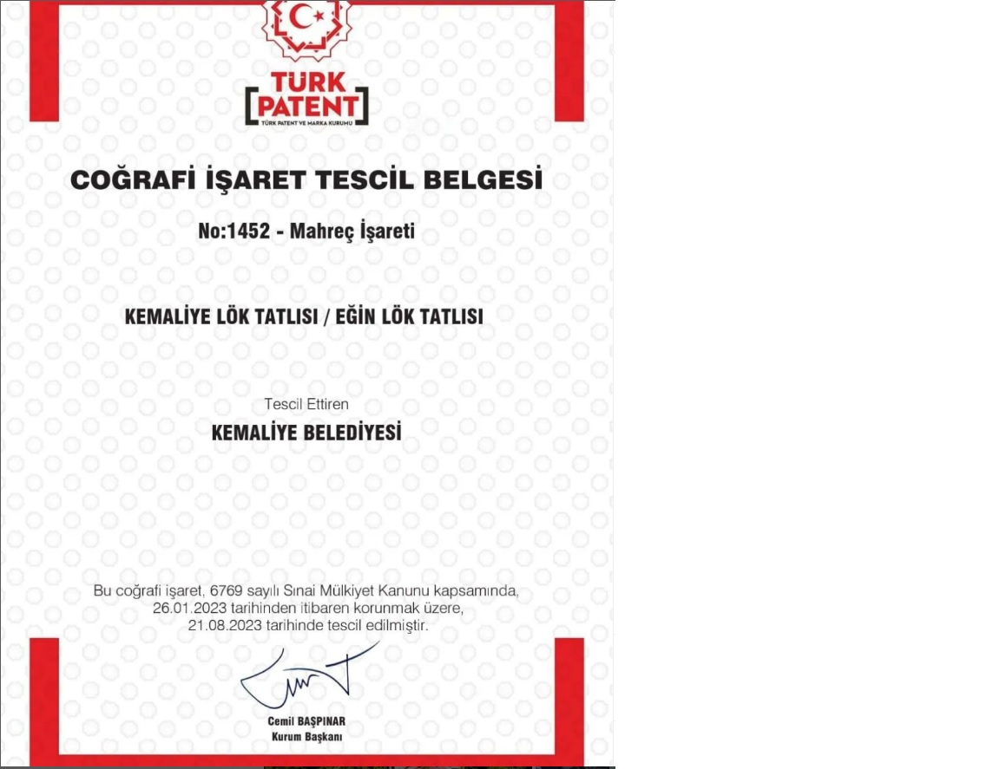 TÜRK
PATENT
TÜRK PATENT VE MARKA KURUMU
COĞRAFİ İŞARET TESCİL BELGESİ
No:1452 - Mahreç İşareti
KEMALİYE LÖK TATLISI / EĞİN LÖK TATLISI
Tescil Ettiren
KEMALİYE BELEDİYESİ
Bu coğrafi işaret, 6769 sayılı Sınai Mülkiyet Kanunu kapsamında,
26.01.2023 tarihinden itibaren korunmak üzere,
21.08.2023 tarihinde tescil edilmiştir.
Cemil BAŞPINAR
Kurum Başkanı